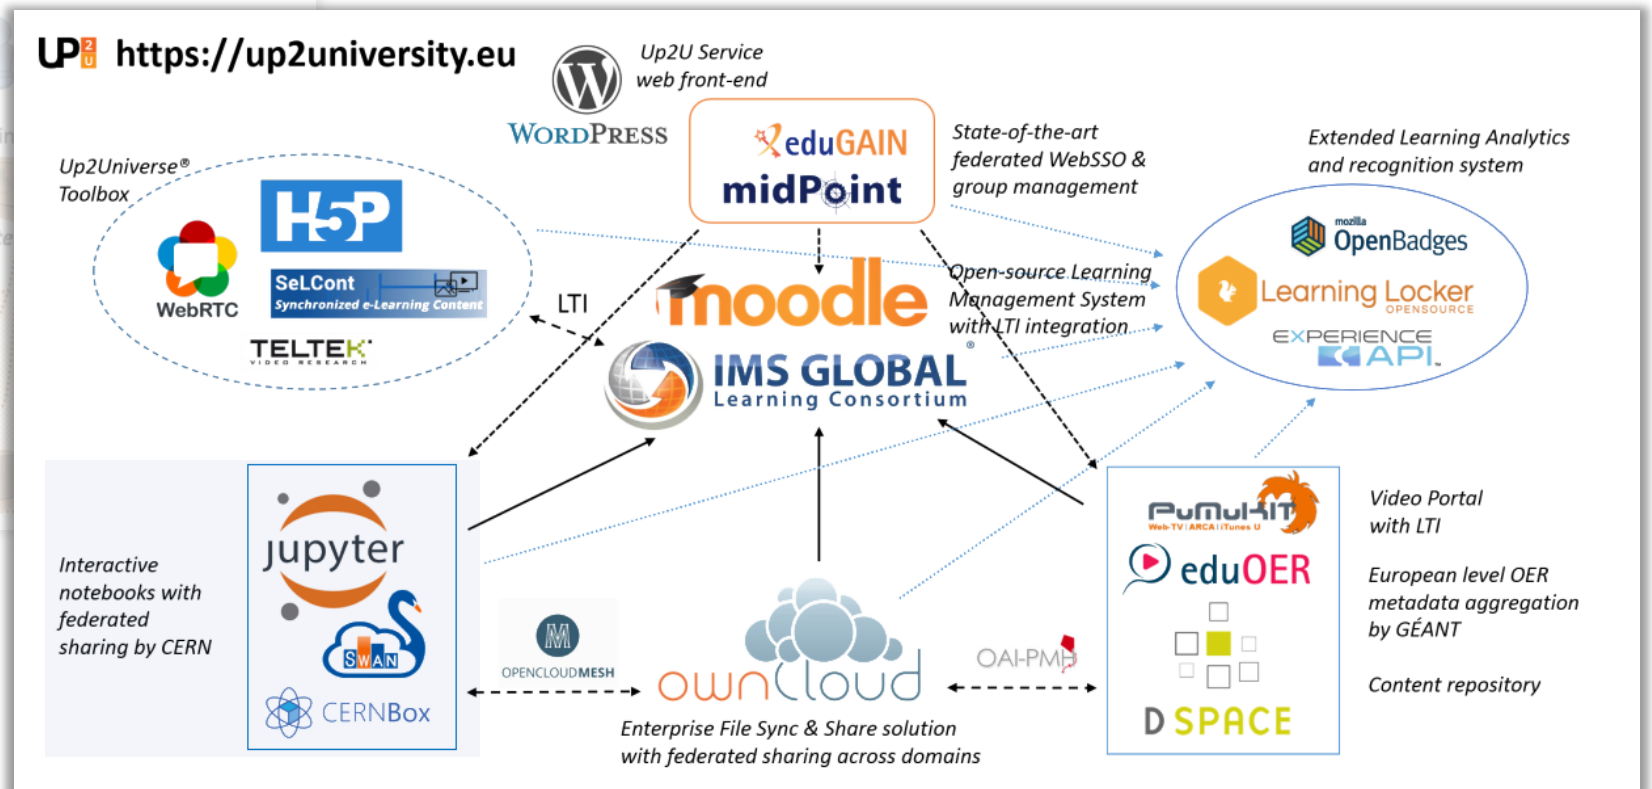 UP2U https://up2university.eu
Up2U Service
web front-end
WORDPRESS
eduGAIN
midPoint
State-of-the-art
federated WebSSO &
group management
Extended Learning Analytics
and recognition system
Up2Universe®
Toolbox
H5P
WebRTC
SeLCont
Synchronized e-Learning Content
TELTEK
VIDEO RESEARCH
LTI
moodle
Open-source Learning
Management System
with LTI integration
IMS GLOBAL®
Learning Consortium
mozilla
OpenBadges
Learning Locker
OPENSOURCE
EXPERIENCE
API™
Interactive
notebooks with
federated
sharing by CERN
jupyter
SWAN
CERNBox
M
OPENCLOUDMESH
ownCloud
Enterprise File Sync & Share solution
with federated sharing across domains
OAI-PMH
PuMuKIT
Web-TV | ARCA | iTunes U
eduOER
DSPACE
Video Portal
with LTI
European level OER
metadata aggregation
by GÉANT
Content repository